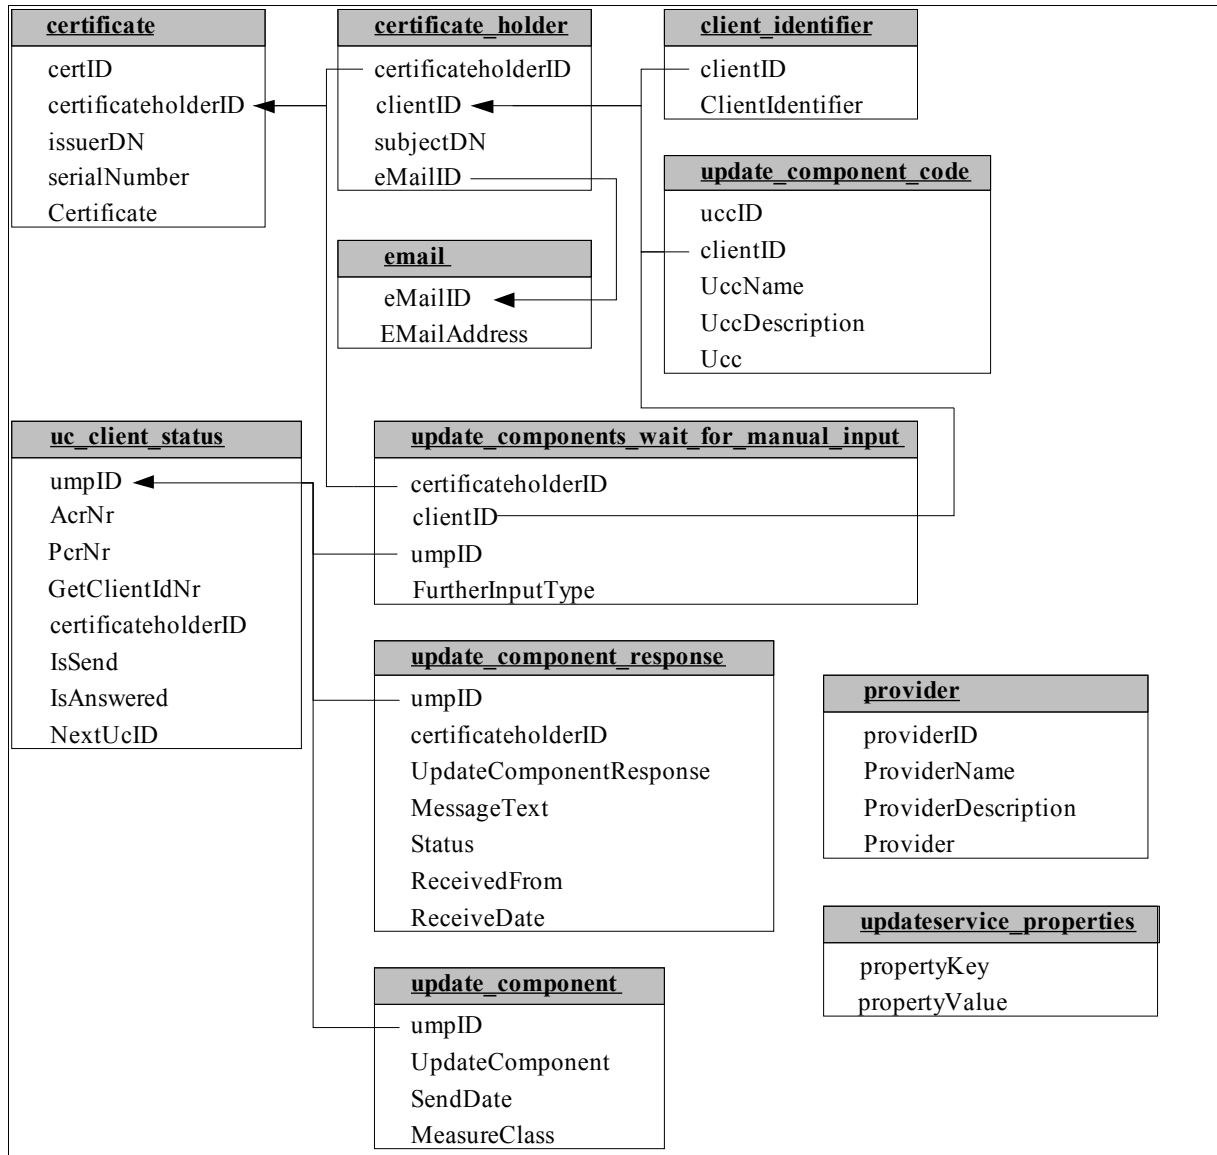 certificate
certID
certificateholderID
issuerDN
serialNumber
Certificate
certificate_holder
certificateholderID
clientID
subjectDN
eMailID
client_identifier
clientID
ClientIdentifier
update_component_code
uccID
clientID
UccName
UccDescription
Ucc
email
eMailID
EMailAddress
uc_client_status
umpID
AcrNr
PcrNr
GetClientIdNr
certificateholderID
IsSend
IsAnswered
NextUcID
update_components_wait_for_manual_input
certificateholderID
clientID
umpID
FurtherInputType
update_component_response
umpID
certificateholderID
UpdateComponentResponse
MessageText
Status
ReceivedFrom
ReceiveDate
provider
providerID
ProviderName
ProviderDescription
Provider
updateservice_properties
propertyKey
propertyValue
update_component
umpID
UpdateComponent
SendDate
MeasureClass